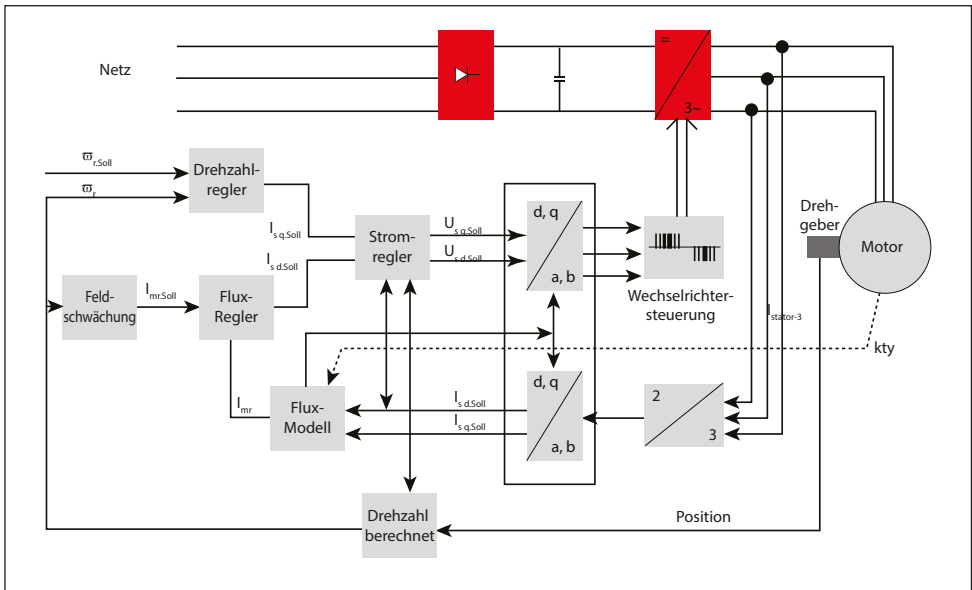 Netz
=
3~
ϖr.Soll
ϖr
Drehzahl-
regler
Is q.Soll
Is d.Soll
Strom-
regler
Us q.Soll
Us d.Soll
d, q
a, b
Wechselrichter-
steuerung
Dreh-
geber
Motor
Istator-3
kty
Feld-
schwächung
Imr.Soll
Flux-
Regler
Imr
Flux-
Modell
Is d.Soll
Is q.Soll
d, q
a, b
2
3
Drehzahl
berechnet
Position